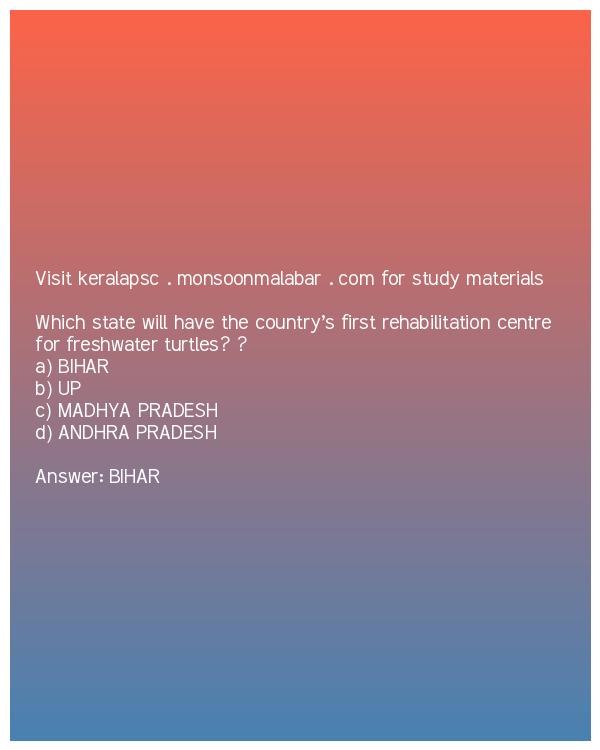 Visit keralapsc . monsoonmalabar . com for study materials
Which state will have the country’s first rehabilitation centre
for freshwater turtles? ?
a) BIHAR
b) UP
c) MADHYA PRADESH
d) ANDHRA PRADESH
Answer: BIHAR